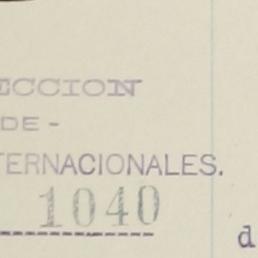 ECCION
DE-
TERNACIONALES.
1040
d